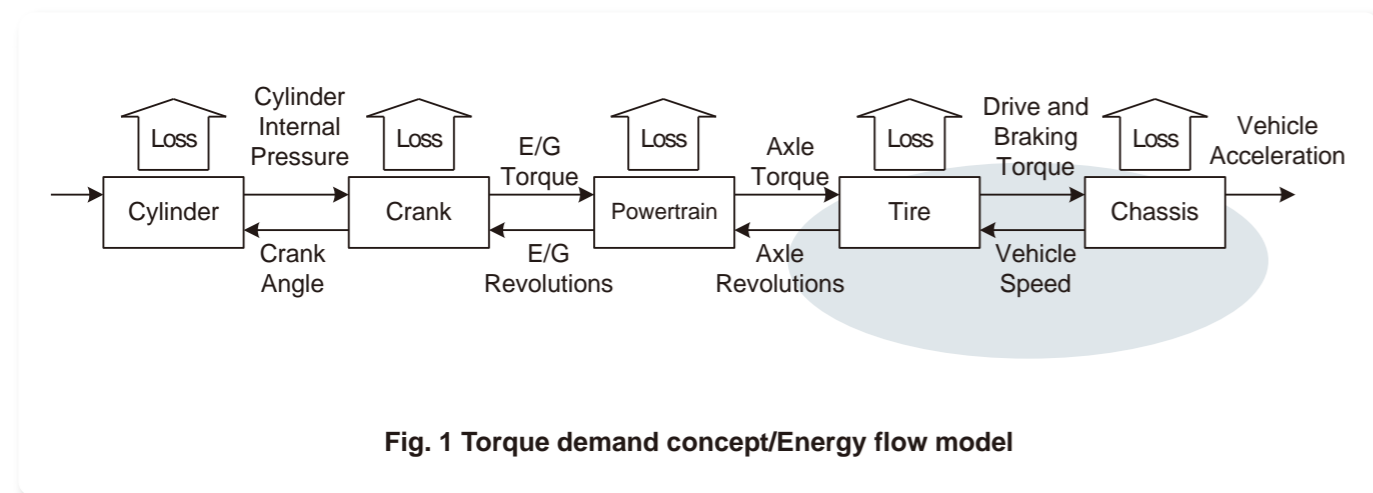 Loss
Cylinder
Internal
Pressure
Loss
E/G
Torque
Loss
Axle
Torque
Loss
Drive and
Braking
Torque
Loss
Vehicle
Acceleration
Cylinder
Crank
Powertrain
Tire
Chassis
Crank
Angle
E/G
Revolutions
Axle
Revolutions
Vehicle
Speed
Fig. 1 Torque demand concept/Energy flow model